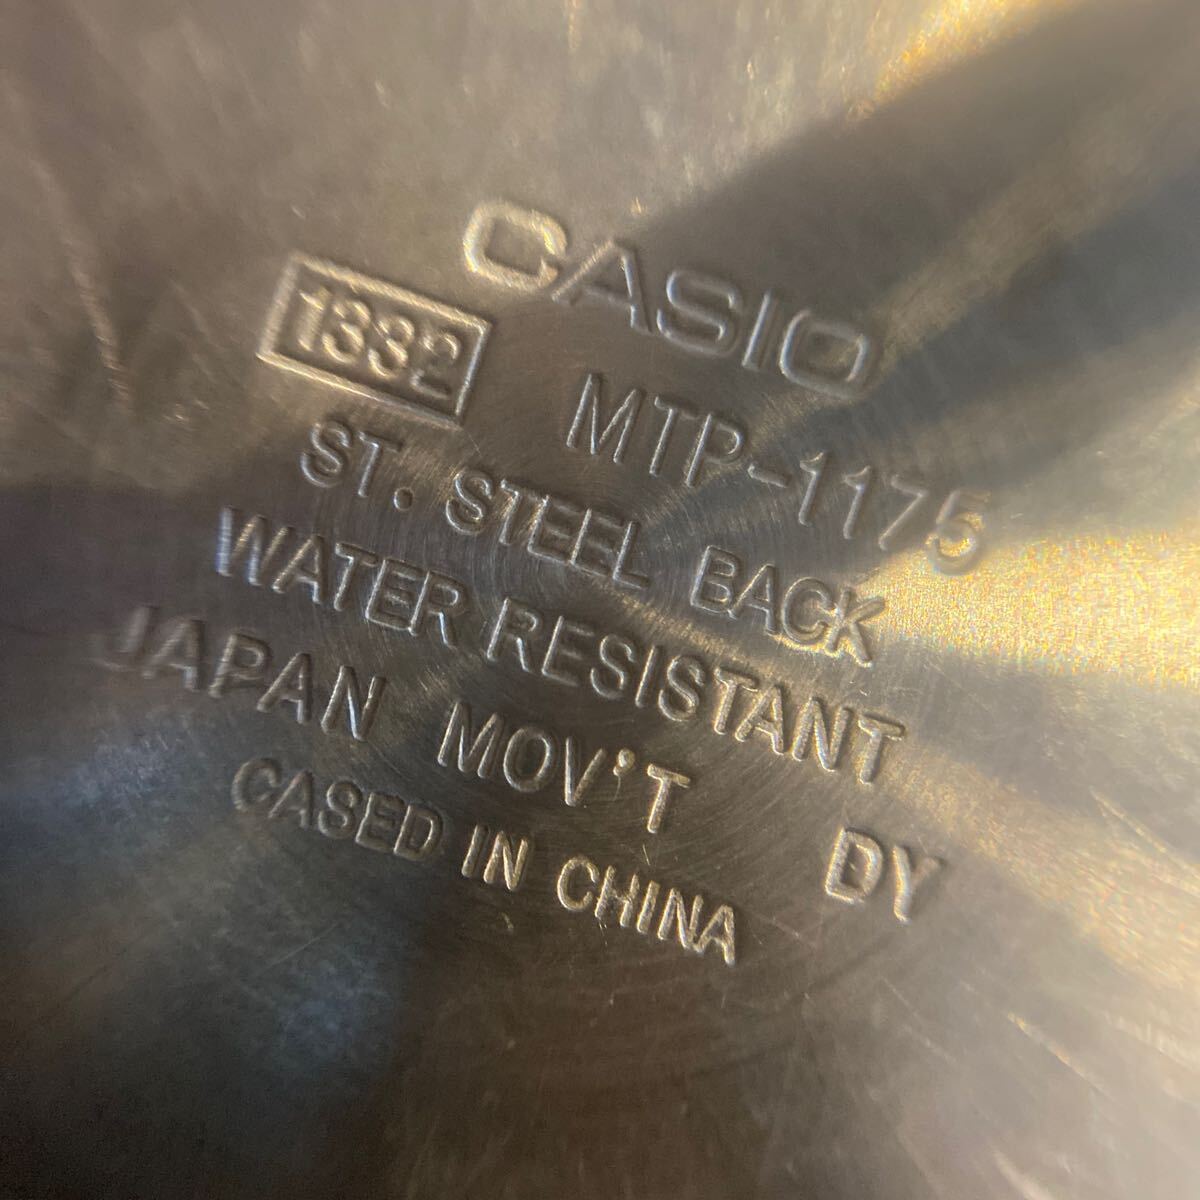 CASIO
1332 MTP-1175
ST. STEEL BACK
WATER RESISTANT
JAPAN MOV'T DY
CASED IN CHINA